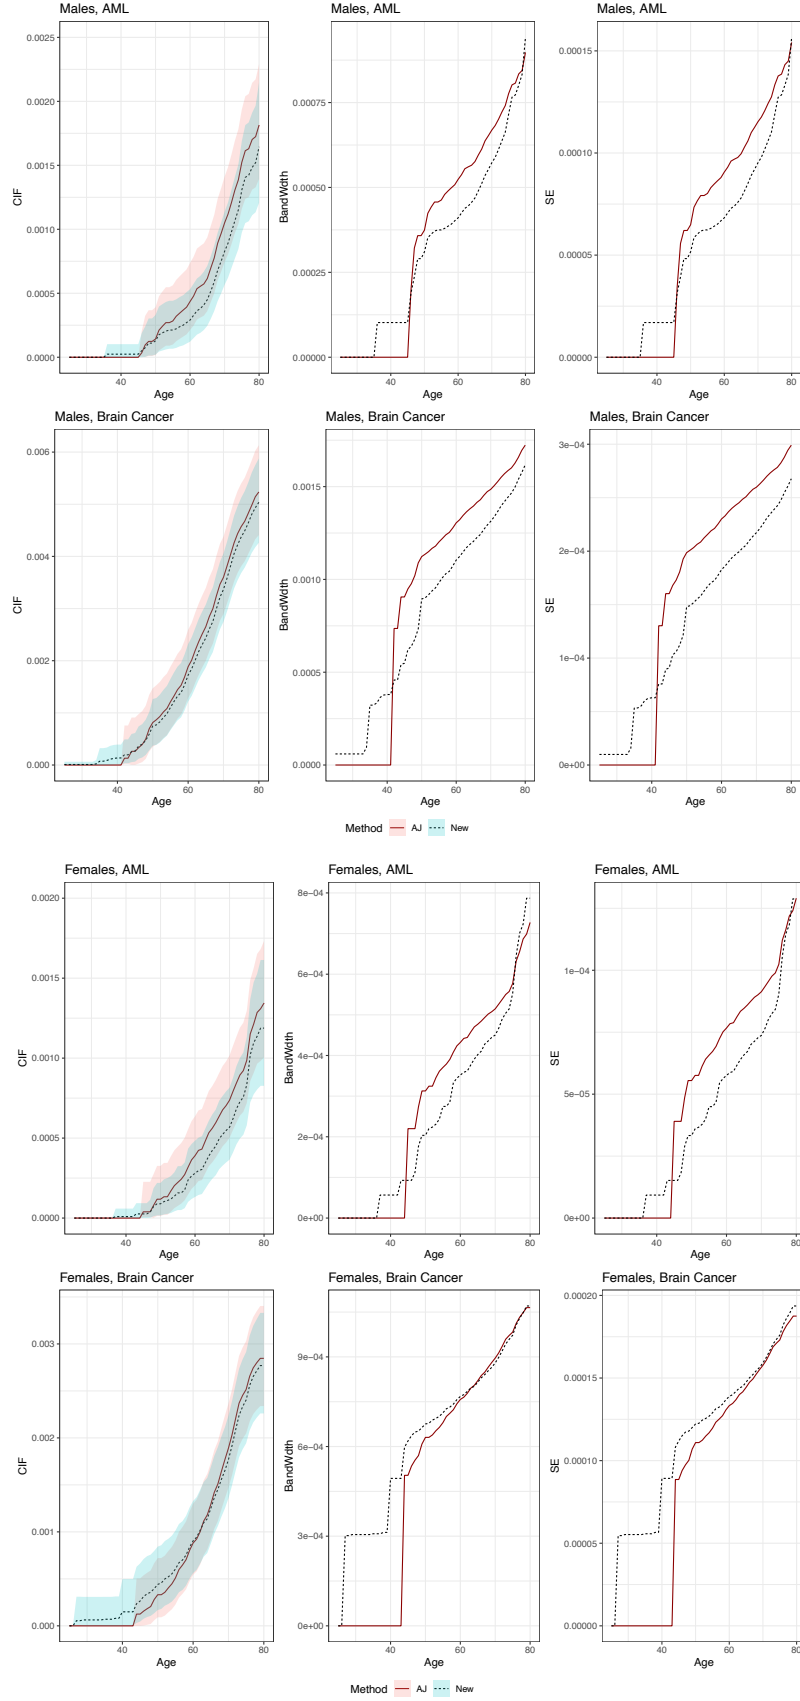 Males, AML
CIF
0.0025
0.0020
0.0015
0.0010
0.0005
0.0000
40
60
80
Age
Males, AML
BandWdth
0.00075
0.00050
0.00025
0.00000
40
60
80
Age
Males, AML
SE
0.00015
0.00010
0.00005
0.00000
40
60
80
Age
Males, Brain Cancer
CIF
0.006
0.004
0.002
0.000
40
60
80
Age
Males, Brain Cancer
BandWdth
0.0015
0.0010
0.0005
0.0000
40
60
80
Age
Males, Brain Cancer
SE
3e−04
2e−04
1e−04
0e+00
40
60
80
Age
Method AJ New
Females, AML
CIF
0.0020
0.0015
0.0010
0.0005
0.0000
40
60
80
Age
Females, AML
BandWdth
8e−04
6e−04
4e−04
2e−04
0e+00
40
60
80
Age
Females, AML
SE
1e−04
5e−05
0e+00
40
60
80
Age
Females, Brain Cancer
CIF
0.003
0.002
0.001
0.000
40
60
80
Age
Females, Brain Cancer
BandWdth
9e−04
6e−04
3e−04
0e+00
40
60
80
Age
Females, Brain Cancer
SE
0.00020
0.00015
0.00010
0.00005
0.00000
40
60
80
Age
Method AJ New